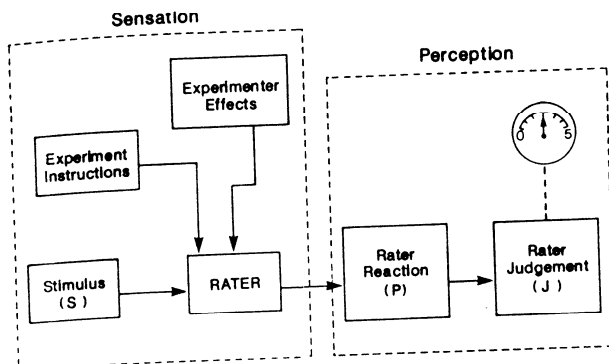 Sensation
Perception
Experimenter
Effects
Experiment
Instructions
0 5
Stimulus
(S)
RATER
Rater
Reaction
(P)
Rater
Judgement
(J)